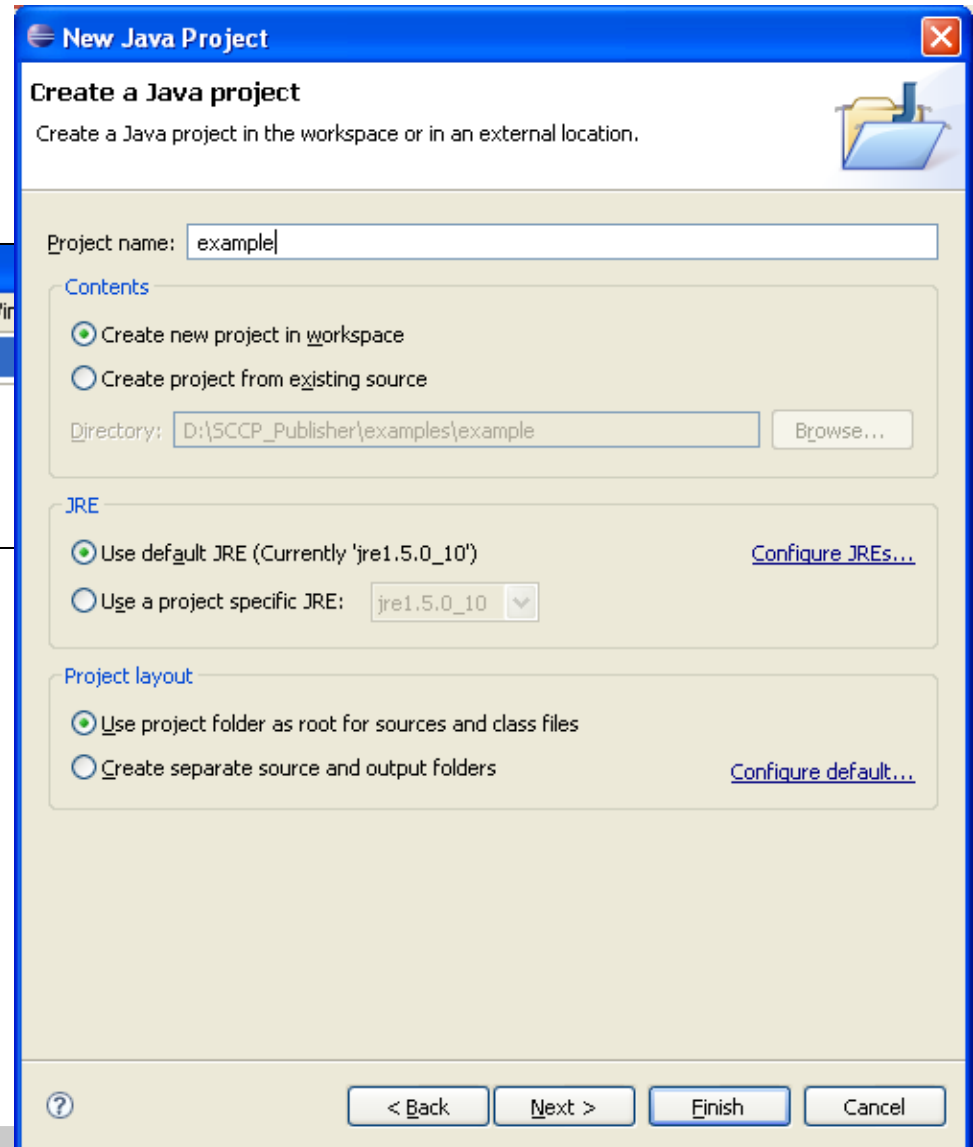 New Java Project
Create a Java project
Create a Java project in the workspace or in an external location.
Project name: example
Contents
Create new project in workspace
Create project from existing source
Directory: D:\SCCP_Publisher\examples\example Browse...
JRE
Use default JRE (Currently 'jre1.5.0_10') Configure JREs...
Use a project specific JRE: jre1.5.0_10
Project layout
Use project folder as root for sources and class files
Create separate source and output folders Configure default...
? < Back Next > Finish Cancel